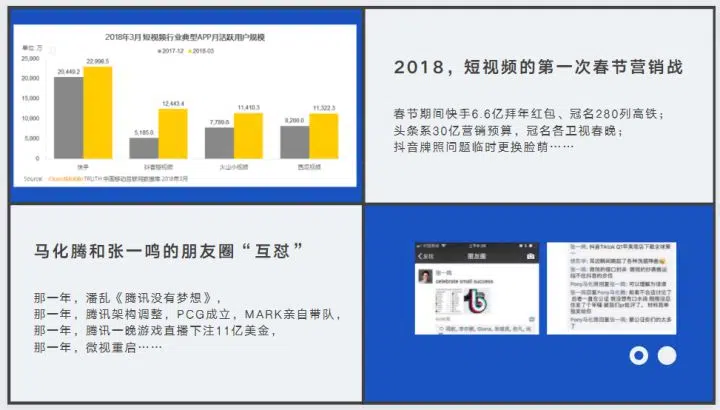 2018年3月 短视频行业典型APP月活跃用户规模
单位: 万
2017-12 2018-03
25,000
20,000
15,000
10,000
5,000
0
20,449.2 22,996.5
5,185.0 12,443.4
7,789.6 11,410.3
8,200.0 11,322.3
快手 抖音短视频 火山小视频 西瓜视频
Source: QuestMobile TRUTH 中国移动互联网数据库 2018年3月
2018，短视频的第一次春节营销战
春节期间快手6.6亿拜年红包、冠名280列高铁；
头条系30亿营销预算，冠名各卫视春晚；
抖音牌照问题临时更换脸萌……
马化腾和张一鸣的朋友圈“互怼”
那一年，潘乱《腾讯没有梦想》，
那一年，腾讯架构调整，PCG成立，MARK亲自带队，
那一年，腾讯一晚游戏直播下注11亿美金，
那一年，微视重启……
发现 朋友圈
张一鸣
celebrate small success